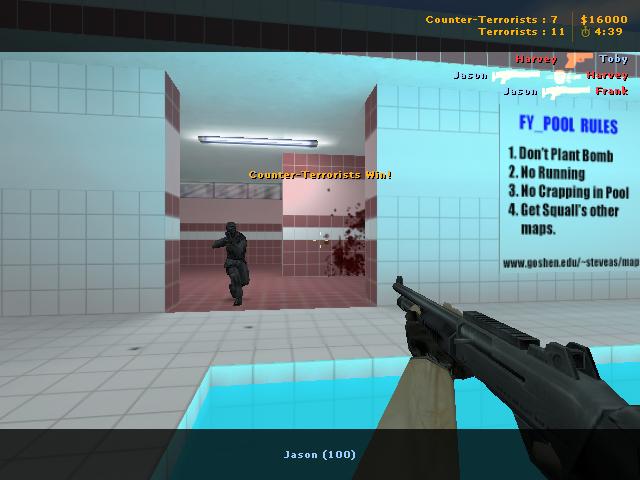 Counter-Terrorists : 7 $16000
Terrorists : 11 4:39
Harvey Toby
Jason Harvey
Jason Frank
FY_POOL RULES
1. Don't Plant Bomb
2. No Running
3. No Crapping in Pool
4. Get Squall's other
maps.
www.goshen.edu/~steveas/map
Counter-Terrorists Win!
Jason (100)